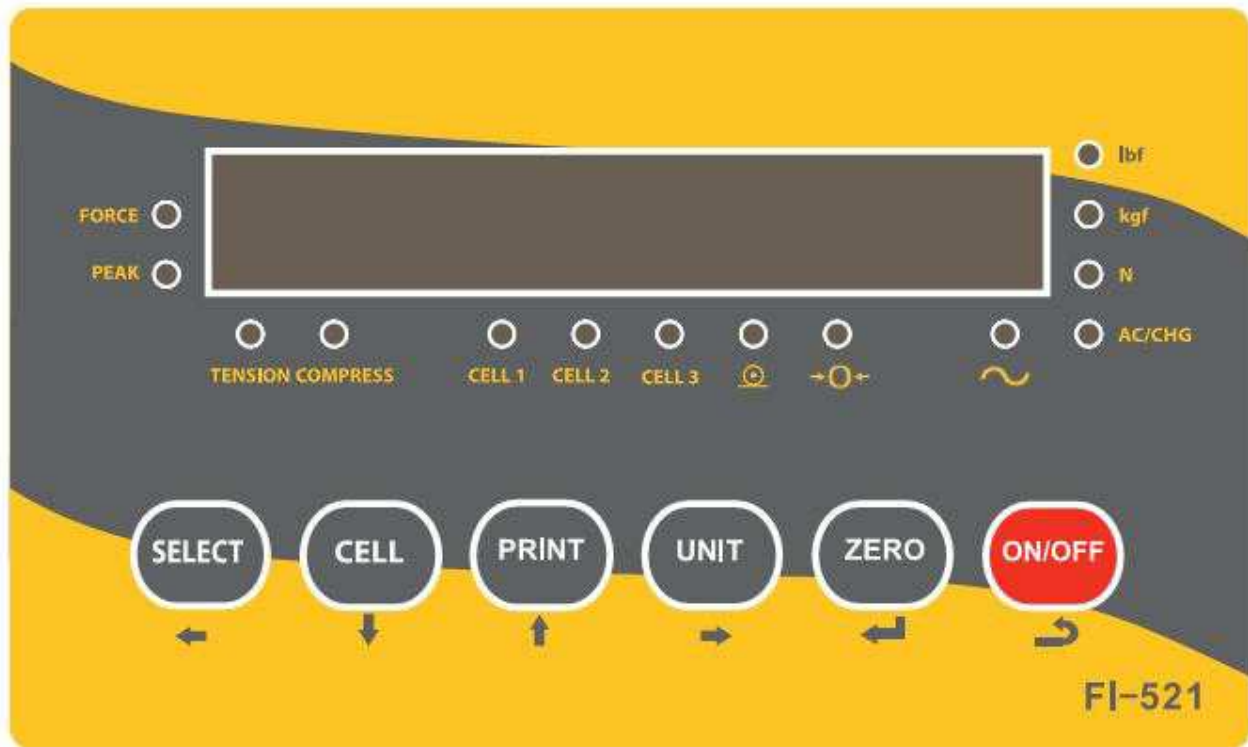 lbf
FORCE
kgf
PEAK
N
AC/CHG
TENSION COMPRESS CELL 1 CELL 2 CELL 3 →0←
SELECT CELL PRINT UNIT ZERO ON/OFF
FI-521